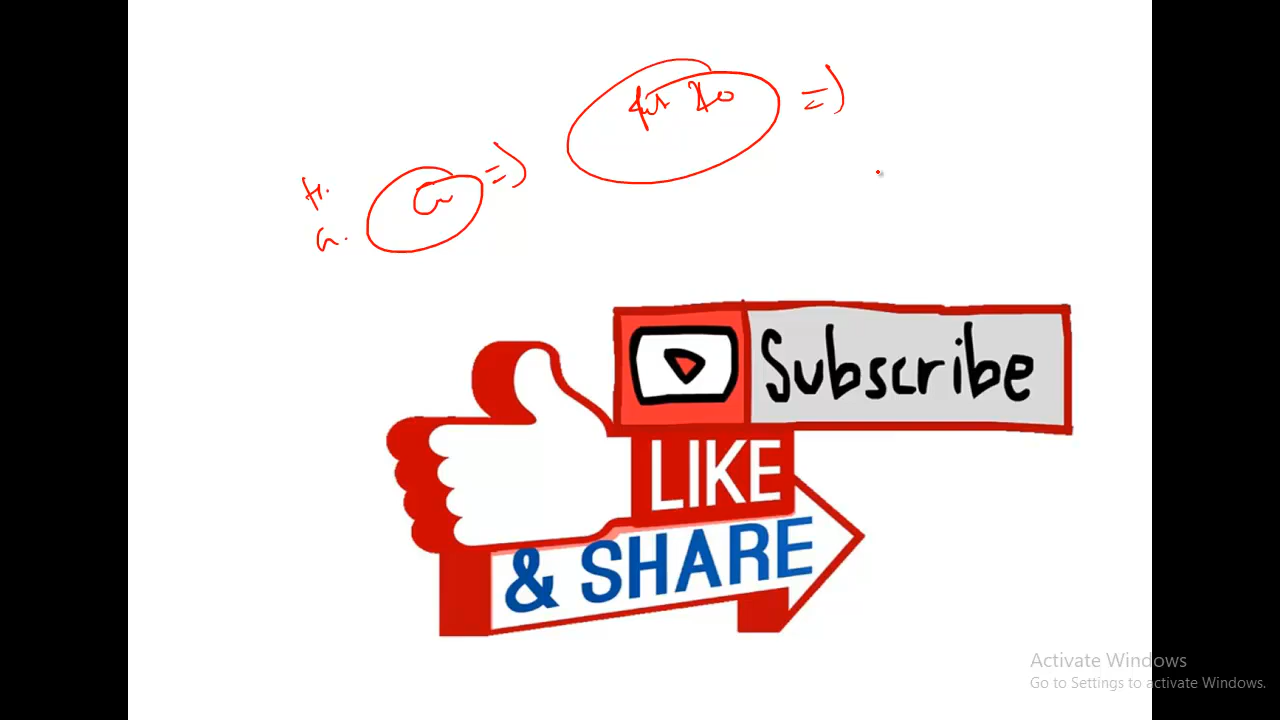 Subscribe
LIKE
& SHARE
Activate Windows
Go to Settings to activate Windows.